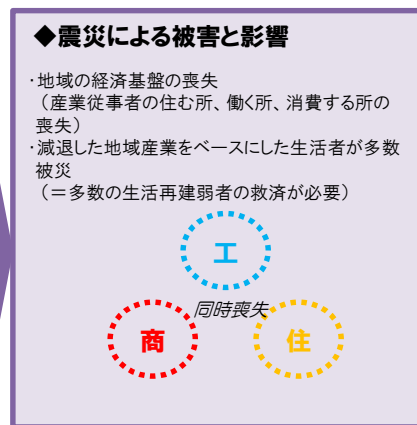 ◆震災による被害と影響
・地域の経済基盤の喪失
（産業従事者の住む所、働く所、消費する所の
喪失）
・減退した地域産業をベースにした生活者が多数
被災
（＝多数の生活再建弱者の救済が必要）
工
同時喪失
商
住